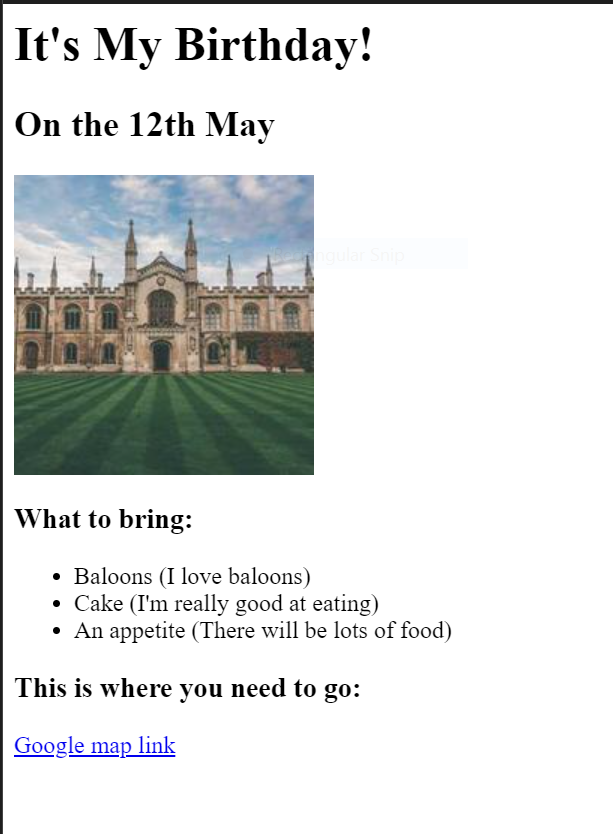 It's My Birthday!
On the 12th May
Rectangular Snip
What to bring:
Baloons (I love baloons)
Cake (I'm really good at eating)
An appetite (There will be lots of food)
This is where you need to go:
Google map link